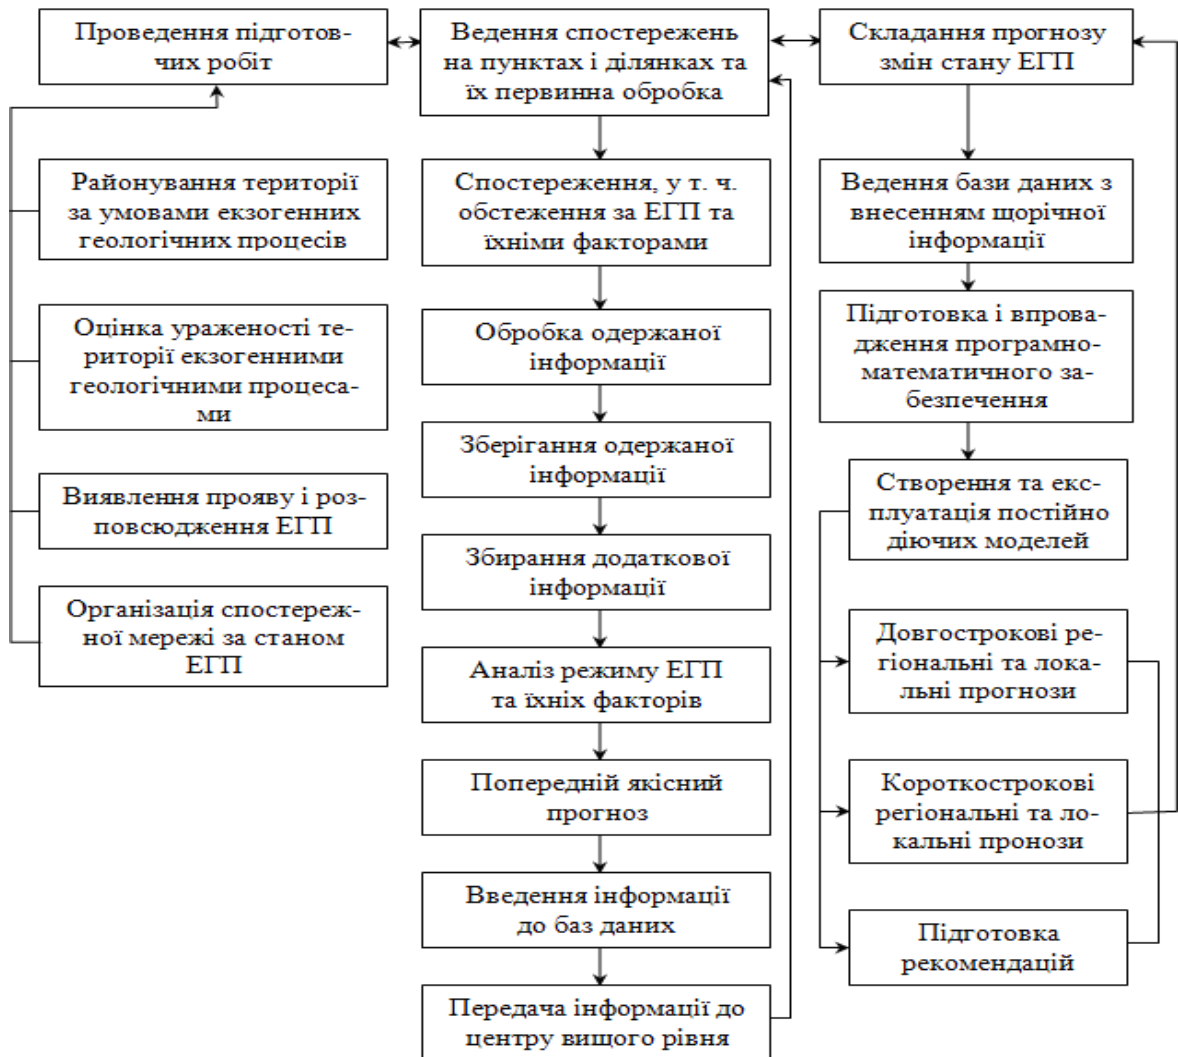 Проведення підготов-
чих робіт
Районування території
за умовами екзогенних
геологічних процесів
Оцінка ураженості те-
риторії екзогенними
геологічними процеса-
ми
Виявлення прояву і роз-
повсюдження ЕГП
Організація спостереж-
ної мережі за станом
ЕГП
Ведення спостережень
на пунктах і ділянках та
їх первинна обробка
Спостереження, у т. ч.
обстеження за ЕГП та
їхніми факторами
Обробка одержаної
інформації
Зберігання одержаної
інформації
Збирання додаткової
інформації
Аналіз режиму ЕГП
та їхніх факторів
Попередній якісний
прогноз
Введення інформації
до баз даних
Передача інформації до
центру вищого рівня
Складання прогнозу
змін стану ЕГП
Ведення бази даних з
внесенням щорічної
інформації
Підготовка і впрова-
дження програмно-
математичного за-
безпечення
Створення та екс-
плуатація постійно
діючих моделей
Довгострокові ре-
гіональні та лока-
льні прогнози
Короткострокові
регіональні та ло-
кальні пронози
Підготовка
рекомендацій